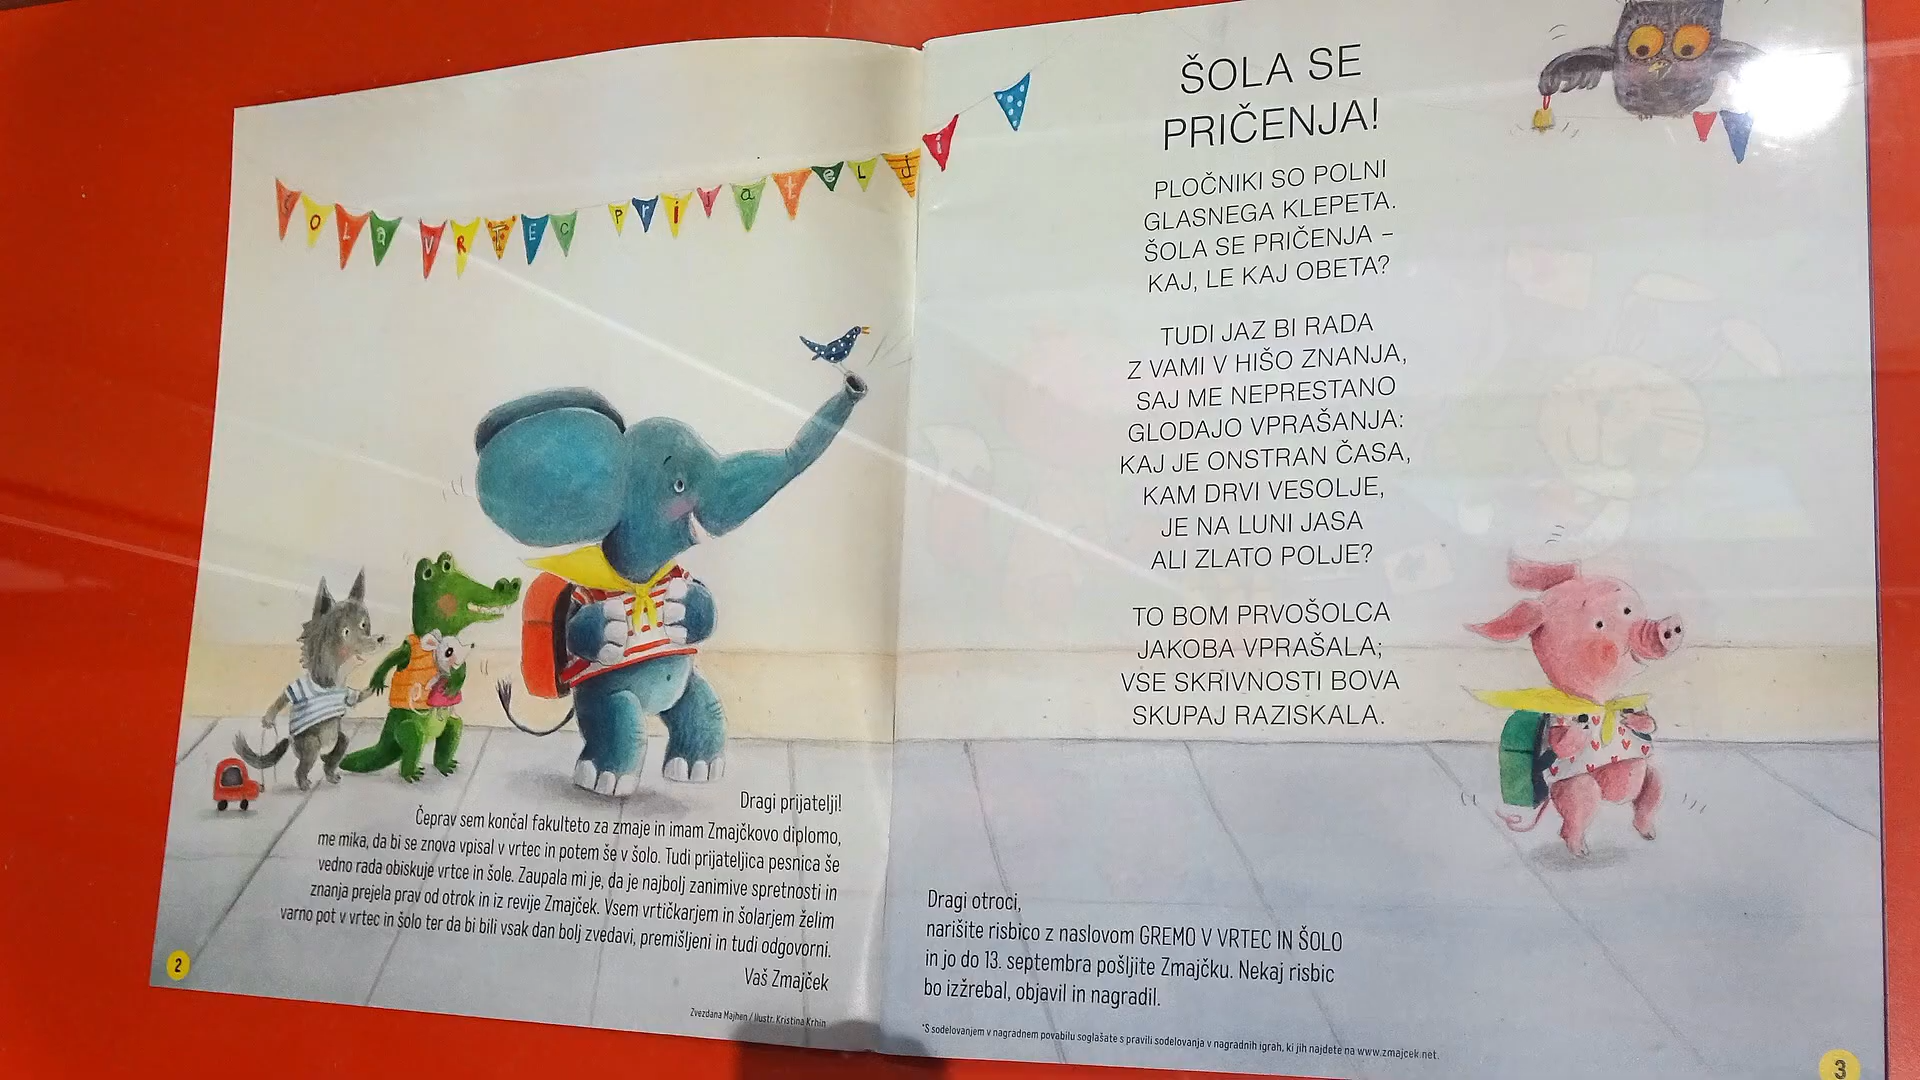 ŠOLA VRTEC PRIJATELJI
Dragi prijatelji!
Čeprav sem končal fakulteto za zmaje in imam Zmajčkovo diplomo,
me mika, da bi se znova vpisal v vrtec in potem še v šolo. Tudi prijateljica pesnica še
vedno rada obiskuje vrtce in šole. Zaupala mi je, da je najbolj zanimive spretnosti in
znanja prejela prav od otrok in iz revije Zmajček. Vsem vrtičkarjem in šolarjem želim
varno pot v vrtec in šolo ter da bi bili vsak dan bolj zvedavi, premišljeni in tudi odgovorni.
Vaš Zmajček
Zvezdana Majhen / Ilustr. Kristina Krhin
2
ŠOLA SE
PRIČENJA!
PLOČNIKI SO POLNI
GLASNEGA KLEPETA.
ŠOLA SE PRIČENJA –
KAJ, LE KAJ OBETA?
TUDI JAZ BI RADA
Z VAMI V HIŠO ZNANJA,
SAJ ME NEPRESTANO
GLODAJO VPRAŠANJA:
KAJ JE ONSTRAN ČASA,
KAM DRVI VESOLJE,
JE NA LUNI JASA
ALI ZLATO POLJE?
TO BOM PRVOŠOLCA
JAKOBA VPRAŠALA;
VSE SKRIVNOSTI BOVA
SKUPAJ RAZISKALA.
Dragi otroci,
narišite risbico z naslovom GREMO V VRTEC IN ŠOLO
in jo do 13. septembra pošljite Zmajčku. Nekaj risbic
bo izžrebal, objavil in nagradil.
*S sodelovanjem v nagradnem povabilu soglašate s pravili sodelovanja v nagradnih igrah, ki jih najdete na www.zmajcek.net.
3